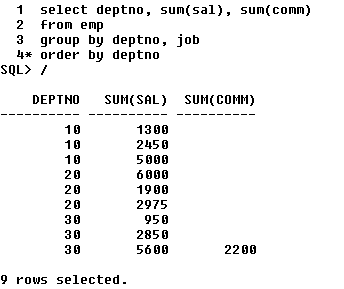 1 select deptno, sum(sal), sum(comm)
2 from emp
3 group by deptno, job
4* order by deptno
SQL> /
DEPTNO SUM(SAL) SUM(COMM)
---------- ---------- ----------
10 1300
10 2450
10 5000
20 6000
20 1900
20 2975
30 950
30 2850
30 5600 2200
9 rows selected.